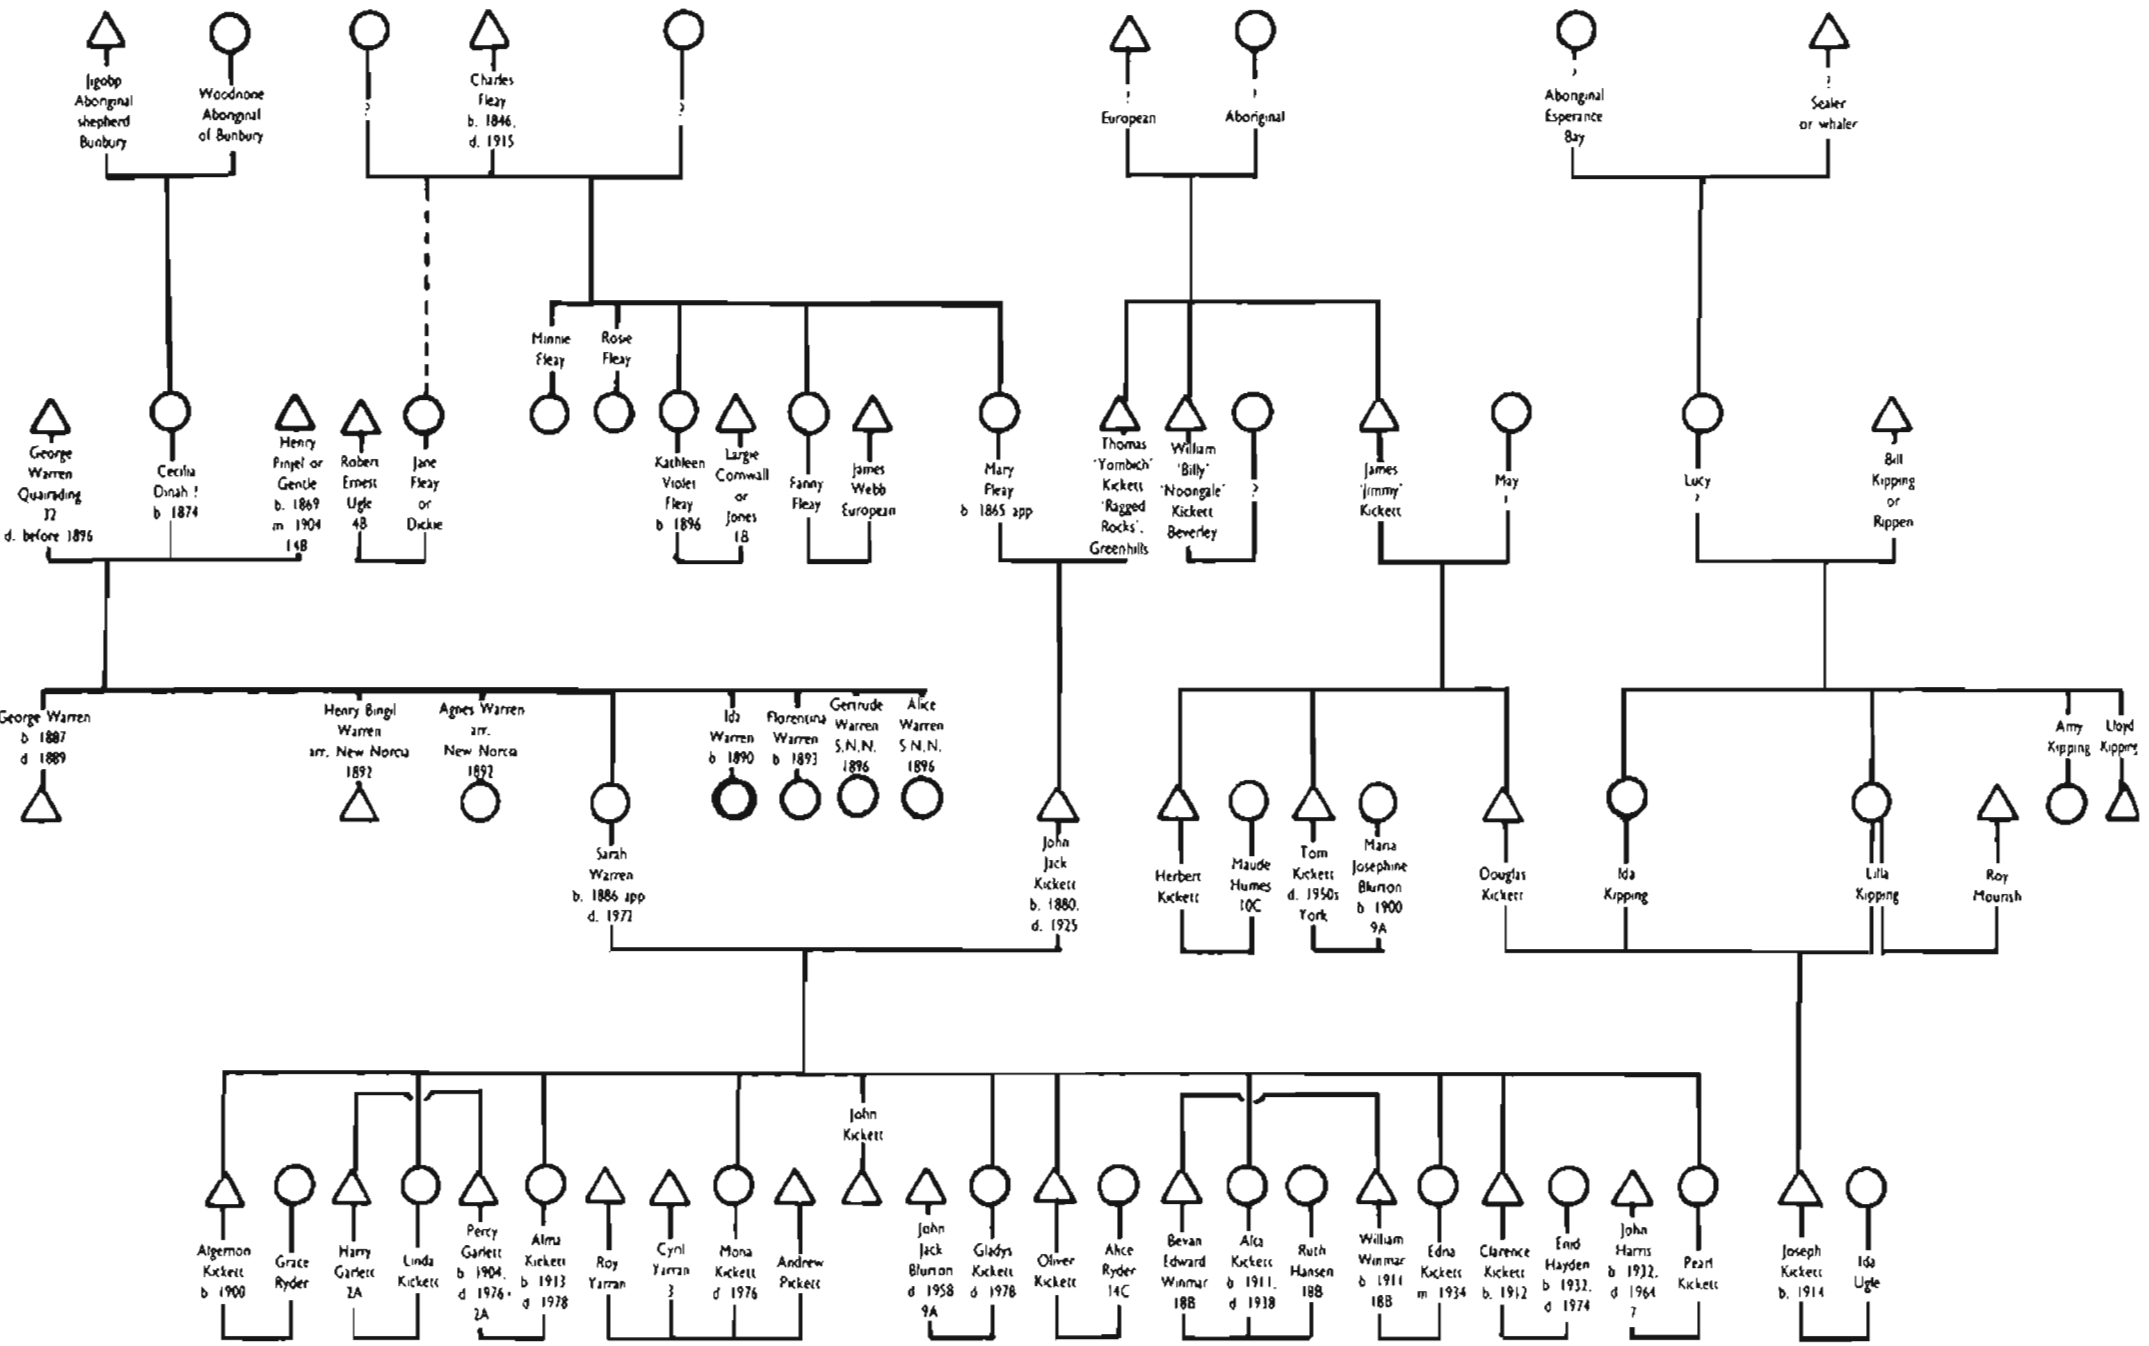 Jigobp
Aboriginal
shepherd
Bunbury
Woodnone
Aboriginal
of Bunbury
?
Charles
Fleay
b. 1846,
d. 1915
?
?
European
?
Aboriginal
?
Aboriginal
Esperance
Bay
?
Sealer
or whaler
Minnie
Fleay
Rosie
Fleay
George
Warren
Quairading
32
d. before 1896
Cecilia
Dinah ?
b 1874
Henry
Pinjel or
Gentle
b. 1869
m 1904
14B
Robert
Ernest
Ugle
4B
Jane
Fleay
or
Dickie
Kathleen
Violet
Fleay
b 1896
Largie
Cornwall
or
Jones
1B
Fanny
Fleay
James
Webb
European
Mary
Fleay
b 1865 app
Thomas
'Yombich'
Kickett
'Ragged
Rocks',
Greenhills
William
'Billy'
'Noongale'
Kickett
Beverley
?
James
'Jimmy'
Kickett
May
?
Lucy
?
Bill
Kipping
or
Rippen
George Warren
b 1887
d 1889
Henry Bingil
Warren
arr. New Norcia
1892
Agnes Warren
arr.
New Norcia
1892
Sarah
Warren
b. 1886 app
d. 1972
Ida
Warren
b 1890
Florentina
Warren
b 1893
Gertrude
Warren
S.N.N.
1896
Alice
Warren
S.N.N.
1896
John
Jack
Kickett
b. 1880,
d. 1925
Herbert
Kickett
Maude
Humes
10C
Tom
Kickett
d. 1950s
York
Maria
Josephine
Blurton
b 1900
9A
Douglas
Kickett
Ida
Kipping
Lilla
Kipping
Roy
Mourish
Amy
Kipping
Lloyd
Kipping
Algernon
Kickett
b 1900
Grace
Ryder
Harry
Garlett
2A
Linda
Kickett
Percy
Garlett
b 1904,
d 1976
2A
Alma
Kickett
b 1913
d 1978
Roy
Yarran
Cyril
Yarran
3
Mona
Kickett
d 1976
Andrew
Pickett
John
Kickett
John
Jack
Blurton
d 1958
9A
Gladys
Kickett
d 1978
Oliver
Kickett
Alice
Ryder
14C
Bevan
Edward
Winmar
18B
Alta
Kickett
b 1911,
d 1938
Ruth
Hansen
18B
William
Winmar
b 1911
18B
Edna
Kickett
m 1934
Clarence
Kickett
b. 1912
Enid
Hayden
b 1932,
d 1974
John
Harris
b 1932,
d 1964
7
Pearl
Kickett
Joseph
Kickett
b. 1914
Ida
Ugle